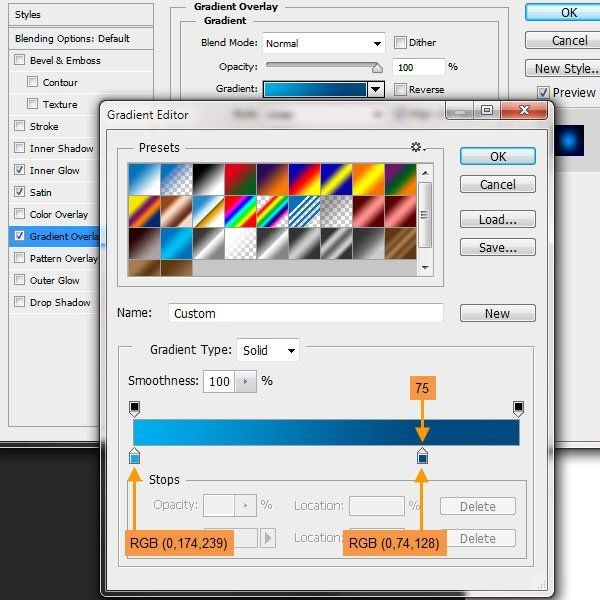 Styles
Blending Options: Default
Bevel & Emboss
Contour
Texture
Stroke
Inner Shadow
Inner Glow
Satin
Color Overlay
Gradient Overla
Pattern Overlay
Outer Glow
Drop Shadow
Gradient Overlay
Gradient
Blend Mode: Normal Dither
Opacity: 100 %
Gradient: Reverse
OK
Cancel
New Style...
Preview
Gradient Editor
Presets
OK
Cancel
Load...
Save...
Name: Custom New
Gradient Type: Solid
Smoothness: 100 %
75
Stops
Opacity: % Location: % Delete
Location: Delete
RGB (0,174,239) RGB (0,74,128)